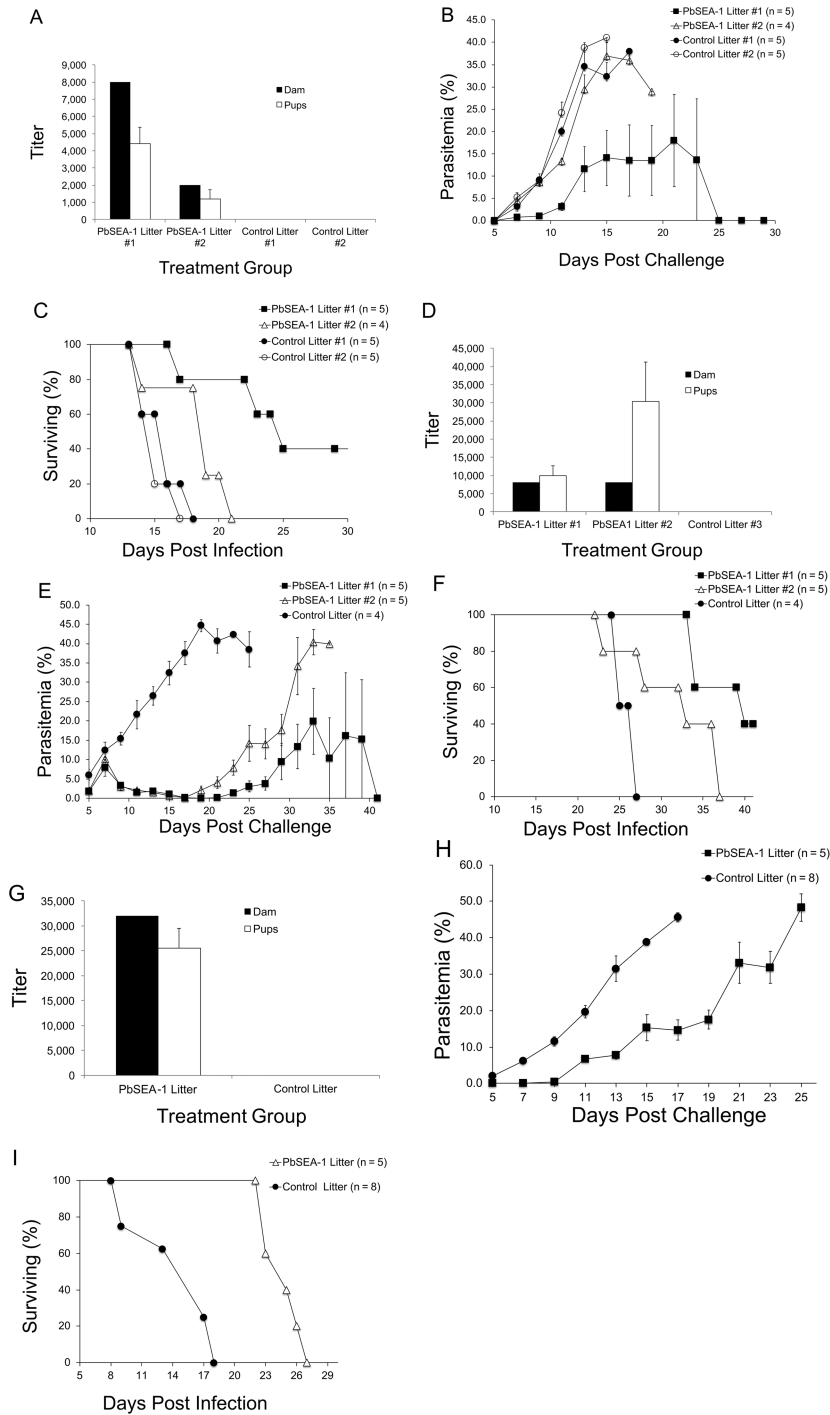 A
Titer
9,000
8,000
7,000
6,000
5,000
4,000
3,000
2,000
1,000
0
Dam
Pups
PbSEA-1 Litter #1
PbSEA-1 Litter #2
Control Litter #1
Control Litter #2
Treatment Group
B
PbSEA-1 Litter #1 (n = 5)
PbSEA-1 Litter #2 (n = 4)
Control Litter #1 (n = 5)
Control Litter #2 (n = 5)
Parasitemia (%)
45.0
40.0
35.0
30.0
25.0
20.0
15.0
10.0
5.0
0.0
5 10 15 20 25 30
Days Post Challenge
C
PbSEA-1 Litter #1 (n = 5)
PbSEA-1 Litter #2 (n = 4)
Control Litter #1 (n = 5)
Control Litter #2 (n = 5)
Surviving (%)
100
80
60
40
20
0
10 15 20 25 30
Days Post Infection
D
Titer
45,000
40,000
35,000
30,000
25,000
20,000
15,000
10,000
5,000
0
Dam
Pups
PbSEA-1 Litter #1 PbSEA1 Litter #2 Control Litter #3
Treatment Group
E
PbSEA-1 Litter #1 (n = 5)
PbSEA-1 Litter #2 (n = 5)
Control Litter (n = 4)
Parasitemia (%)
50.0
45.0
40.0
35.0
30.0
25.0
20.0
15.0
10.0
5.0
0.0
5 10 15 20 25 30 35 40
Days Post Challenge
F
PbSEA-1 Litter #1 (n = 5)
PbSEA-1 Litter #2 (n = 5)
Control Litter (n = 4)
Surviving (%)
100
80
60
40
20
0
10 15 20 25 30 35 40
Days Post Infection
G
Titer
35,000
30,000
25,000
20,000
15,000
10,000
5,000
0
Dam
Pups
PbSEA-1 Litter Control Litter
Treatment Group
H
PbSEA-1 Litter (n = 5)
Control Litter (n = 8)
Parasitemia (%)
60.0
50.0
40.0
30.0
20.0
10.0
0.0
5 7 9 11 13 15 17 19 21 23 25
Days Post Challenge
I
PbSEA-1 Litter (n = 5)
Control Litter (n = 8)
Surviving (%)
100
80
60
40
20
0
5 8 11 14 17 20 23 26 29
Days Post Infection